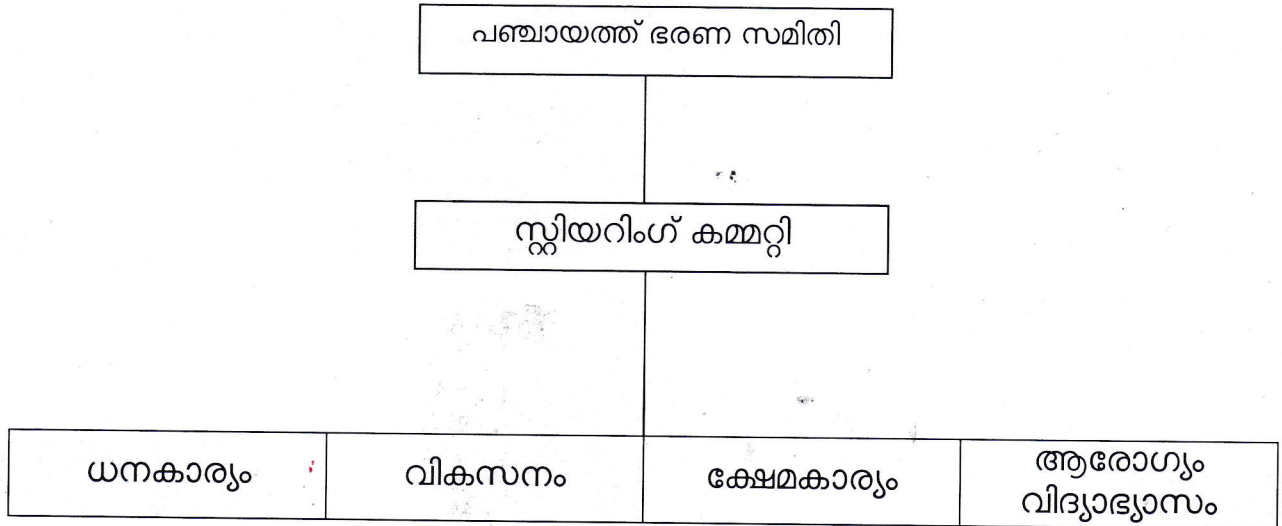 പഞ്ചായത്ത് ഭരണ സമിതി
സ്റ്റിയറിംഗ് കമ്മറ്റി
ധനകാര്യം
വികസനം
ക്ഷേമകാര്യം
ആരോഗ്യം
വിദ്യാഭ്യാസം